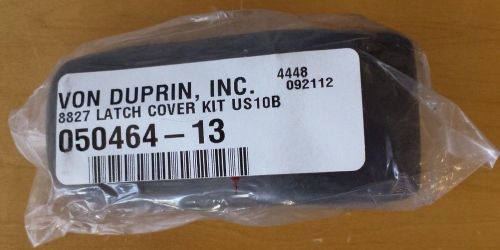 VON DUPRIN, INC. 4448
8827 LATCH COVER KIT US10B 092112
050464-13